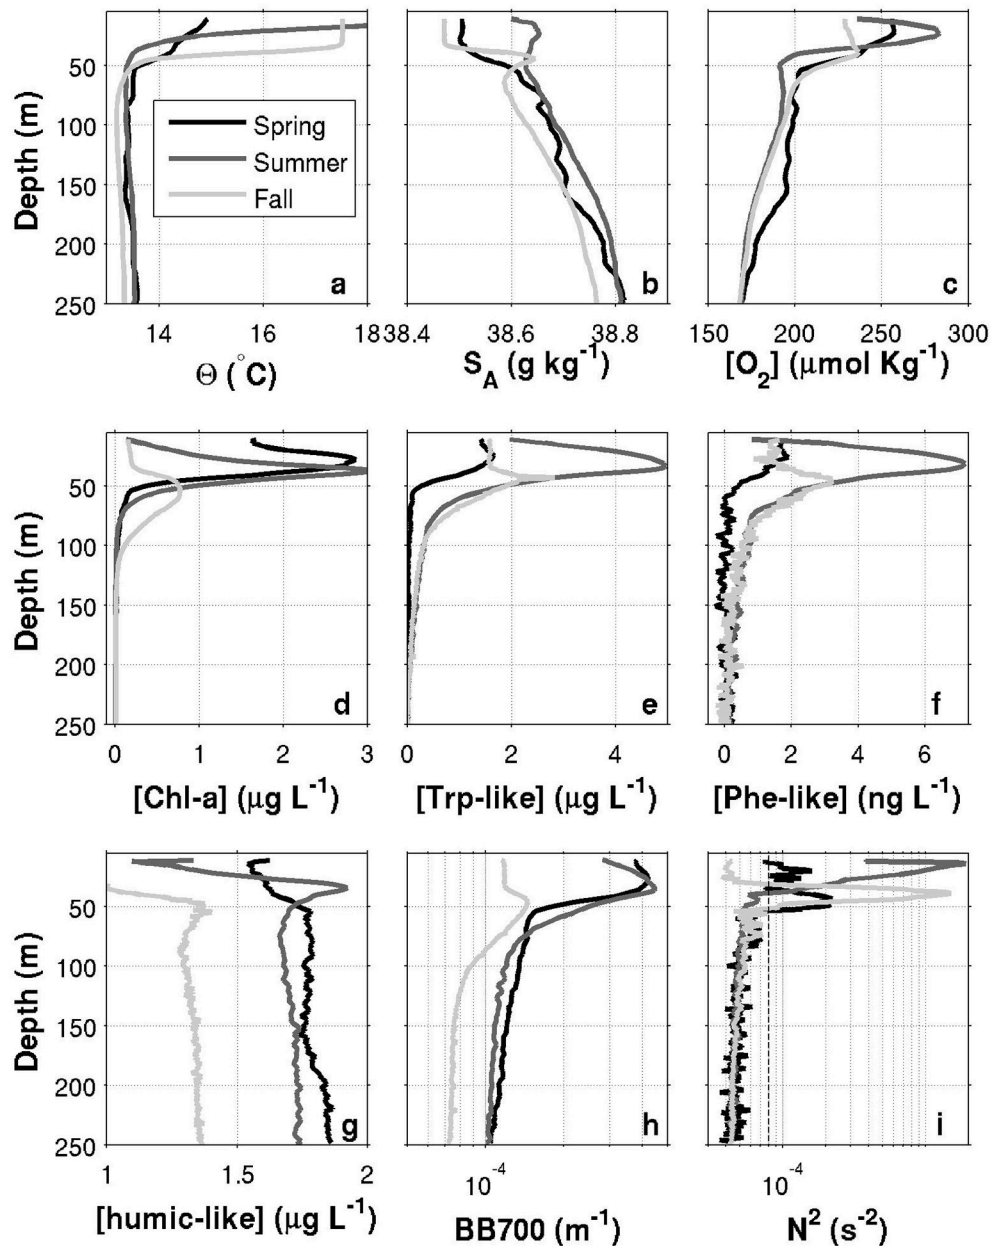 Depth (m)
50
100
150
200
250
Spring
Summer
Fall
a
b
c
14 16 18
38.4 38.6 38.8
150 200 250 300
Θ (°C)
S_A (g kg⁻¹)
[O₂] (μmol Kg⁻¹)
Depth (m)
50
100
150
200
250
d
e
f
0 1 2 3
0 2 4
0 2 4 6
[Chl-a] (μg L⁻¹)
[Trp-like] (μg L⁻¹)
[Phe-like] (ng L⁻¹)
Depth (m)
50
100
150
200
250
g
h
i
1 1.5 2
10⁻⁴
10⁻⁴
[humic-like] (μg L⁻¹)
BB700 (m⁻¹)
N² (s⁻²)